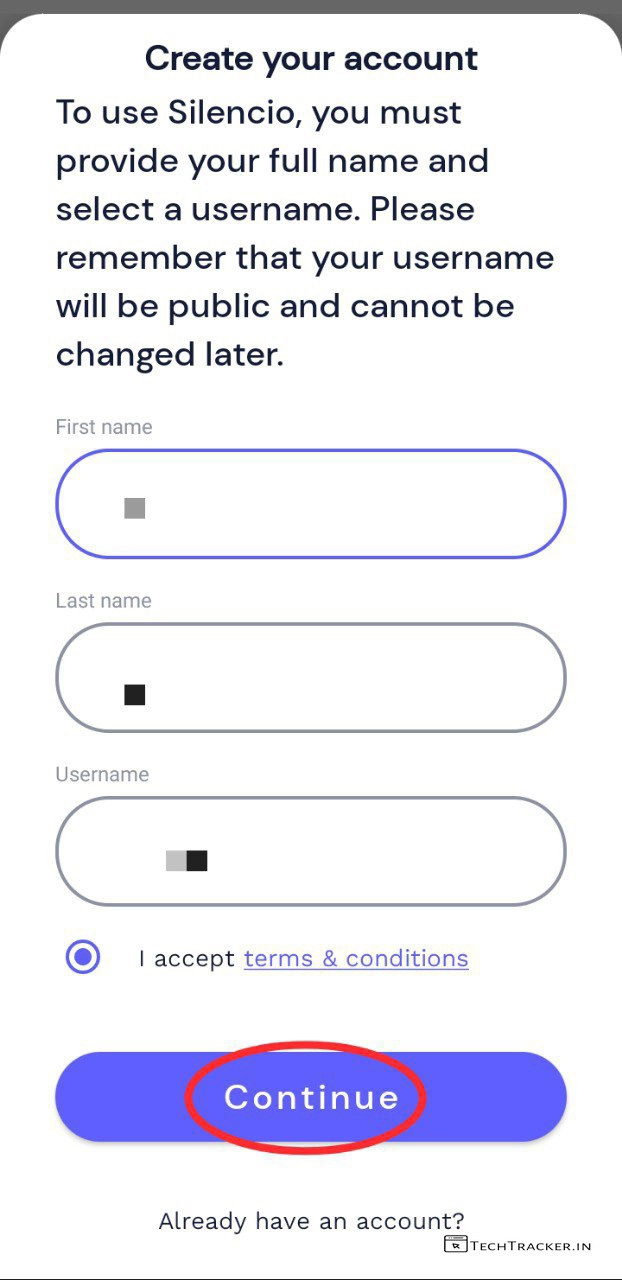 Create your account
To use Silencio, you must
provide your full name and
select a username. Please
remember that your username
will be public and cannot be
changed later.
First name
Last name
Username
I accept terms & conditions
Continue
Already have an account?
TechTracker.in